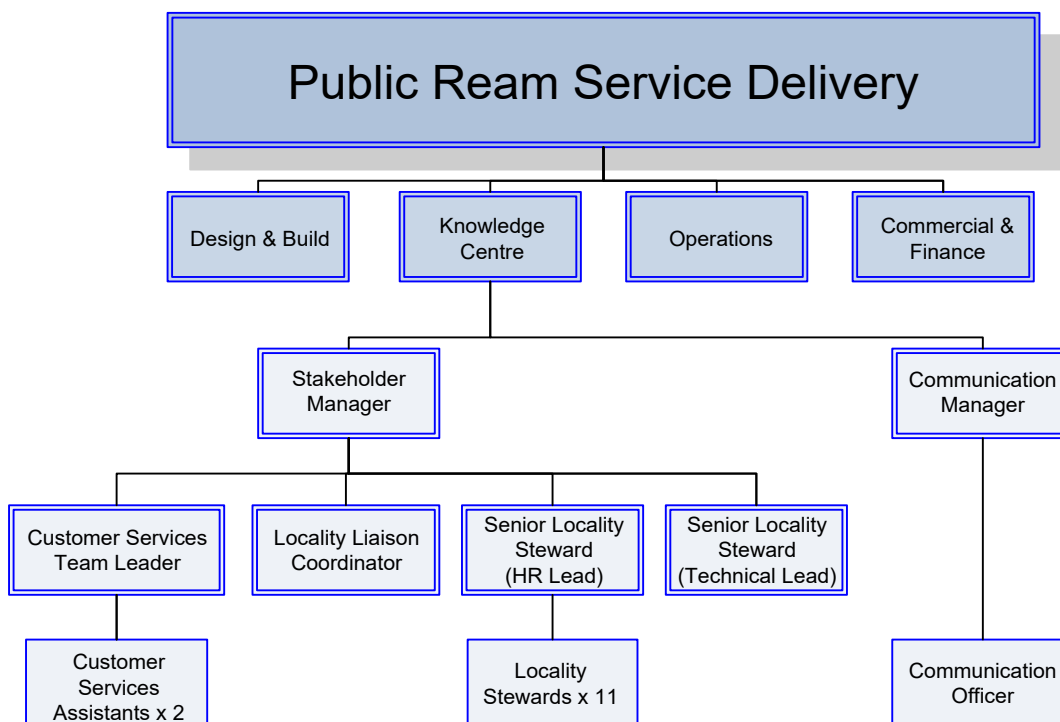 Public Ream Service Delivery
Design & Build
Knowledge
Centre
Operations
Commercial &
Finance
Stakeholder
Manager
Communication
Manager
Customer Services
Team Leader
Locality Liaison
Coordinator
Senior Locality
Steward
(HR Lead)
Senior Locality
Steward
(Technical Lead)
Customer
Services
Assistants x 2
Locality
Stewards x 11
Communication
Officer